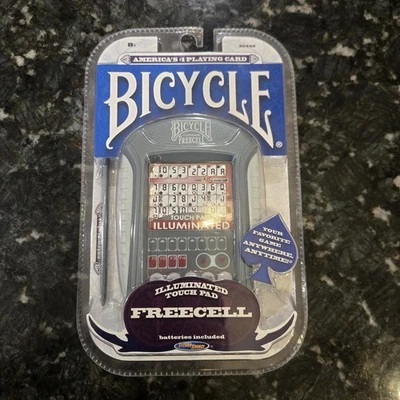 8+
AMERICA'S #1 PLAYING CARD
BICYCLE
®
BICYCLE
FREECELL
TOUCH PAD
ILLUMINATED
YOUR
FAVORITE
GAME
ANYWHERE,
ANYTIME!®
ILLUMINATED
TOUCH PAD
FREECELL
batteries included